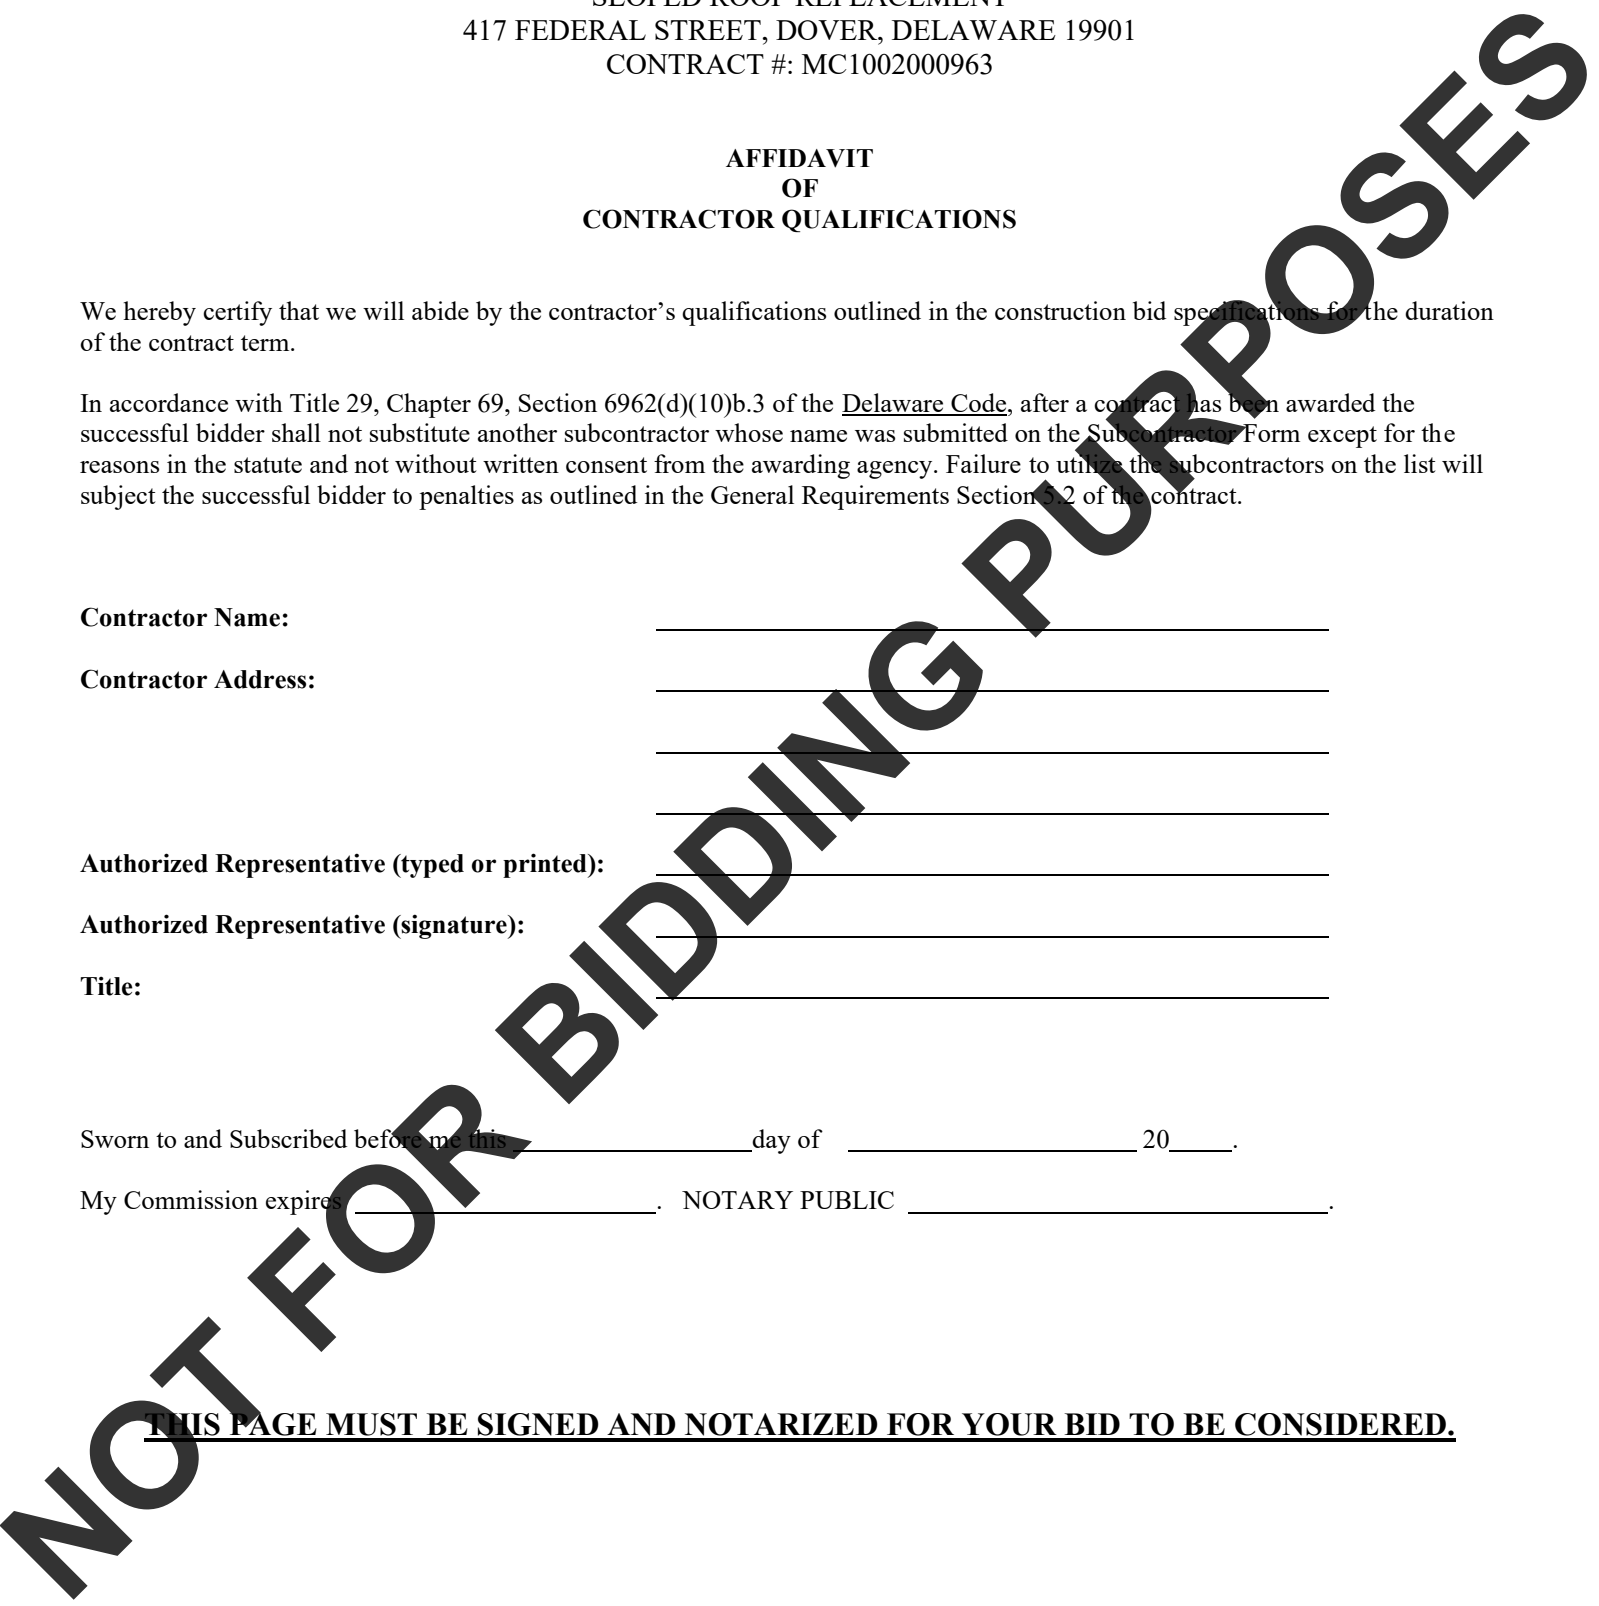 SLOPED ROOF REPLACEMENT
417 FEDERAL STREET, DOVER, DELAWARE 19901
CONTRACT #: MC1002000963
AFFIDAVIT
OF
CONTRACTOR QUALIFICATIONS
We hereby certify that we will abide by the contractor’s qualifications outlined in the construction bid specifications for the duration
of the contract term.
In accordance with Title 29, Chapter 69, Section 6962(d)(10)b.3 of the Delaware Code, after a contract has been awarded the
successful bidder shall not substitute another subcontractor whose name was submitted on the Subcontractor Form except for the
reasons in the statute and not without written consent from the awarding agency. Failure to utilize the subcontractors on the list will
subject the successful bidder to penalties as outlined in the General Requirements Section 5.2 of the contract.
Contractor Name:
Contractor Address:
Authorized Representative (typed or printed):
Authorized Representative (signature):
Title:
Sworn to and Subscribed before me this ________ day of ________ 20____.
My Commission expires ________. NOTARY PUBLIC ________.
THIS PAGE MUST BE SIGNED AND NOTARIZED FOR YOUR BID TO BE CONSIDERED.
NOT FOR BIDDING PURPOSES